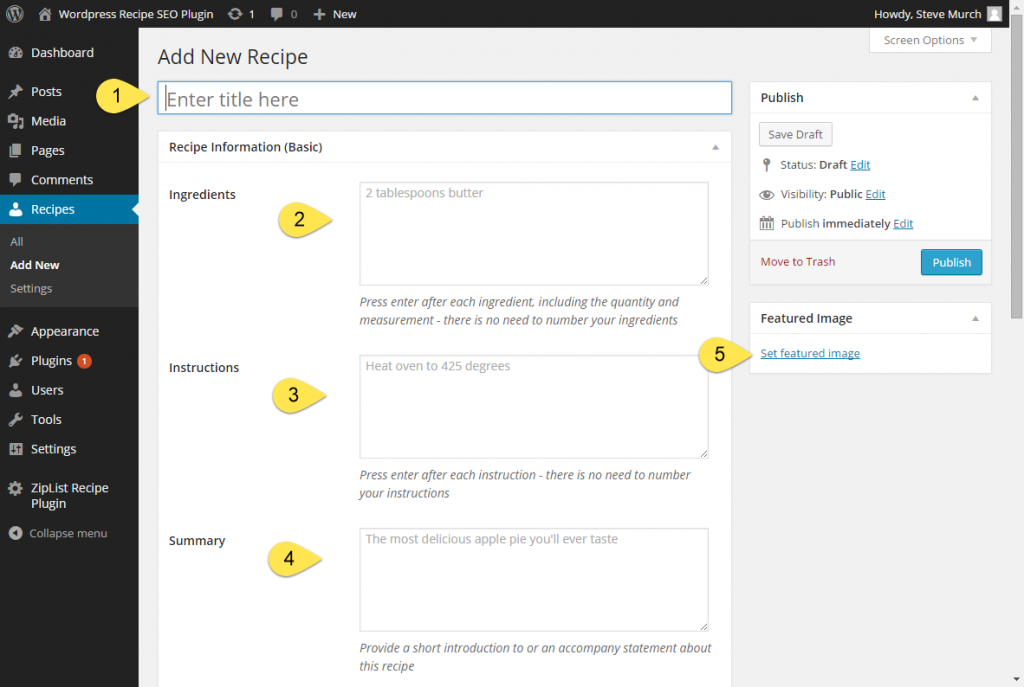 Wordpress Recipe SEO Plugin 1 0 New Howdy, Steve Murch
Screen Options
Dashboard
Posts
Media
Pages
Comments
Recipes
All
Add New
Settings
Appearance
Plugins 1
Users
Tools
Settings
ZipList Recipe
Plugin
Collapse menu
Add New Recipe
1
Enter title here
Recipe Information (Basic)
Ingredients
2
2 tablespoons butter
Press enter after each ingredient, including the quantity and
measurement - there is no need to number your ingredients
Instructions
3
Heat oven to 425 degrees
Press enter after each instruction - there is no need to number
your instructions
Summary
4
The most delicious apple pie you'll ever taste
Provide a short introduction to or an accompany statement about
this recipe
Publish
Save Draft
Status: Draft Edit
Visibility: Public Edit
Publish immediately Edit
Move to Trash Publish
Featured Image
5
Set featured image